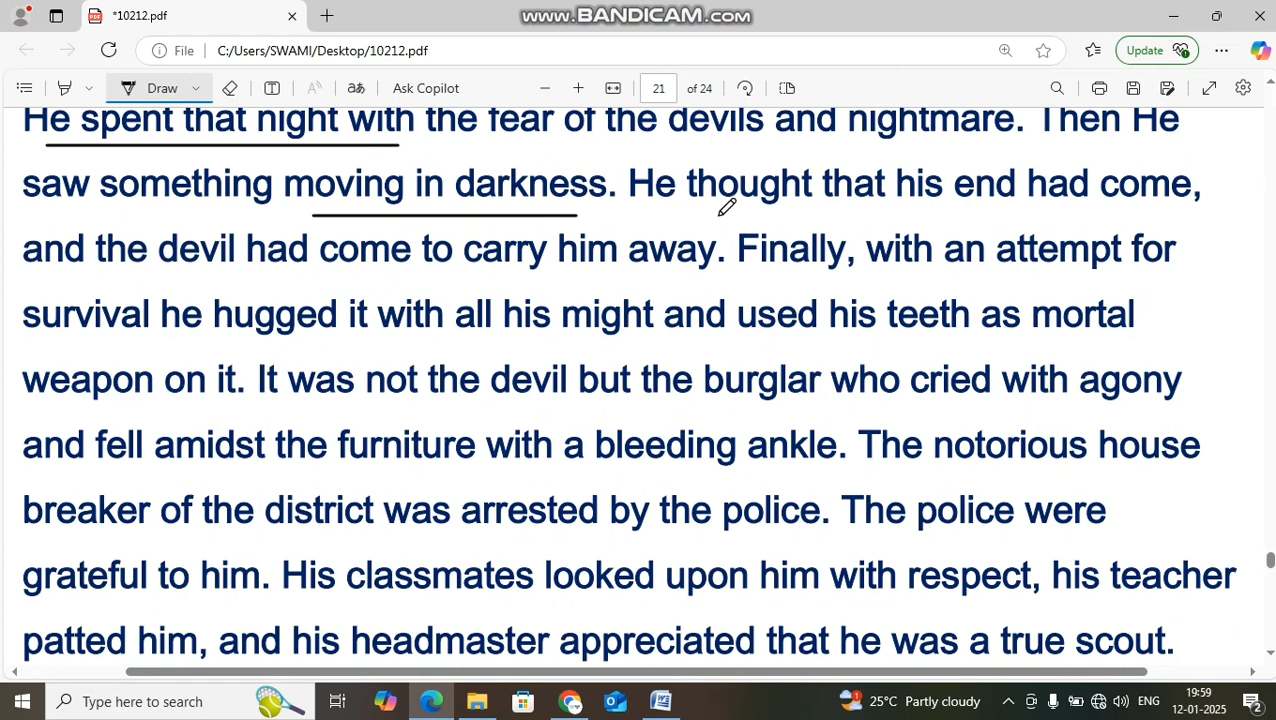 *10212.pdf
www.BANDICAM.com
File C:/Users/SWAMI/Desktop/10212.pdf Update
Draw Ask Copilot 21 of 24
He spent that night with the fear of the devils and nightmare. Then He
saw something moving in darkness. He thought that his end had come,
and the devil had come to carry him away. Finally, with an attempt for
survival he hugged it with all his might and used his teeth as mortal
weapon on it. It was not the devil but the burglar who cried with agony
and fell amidst the furniture with a bleeding ankle. The notorious house
breaker of the district was arrested by the police. The police were
grateful to him. His classmates looked upon him with respect, his teacher
patted him, and his headmaster appreciated that he was a true scout.
Type here to search 25°C Partly cloudy ENG 19:59
12-01-2025 2